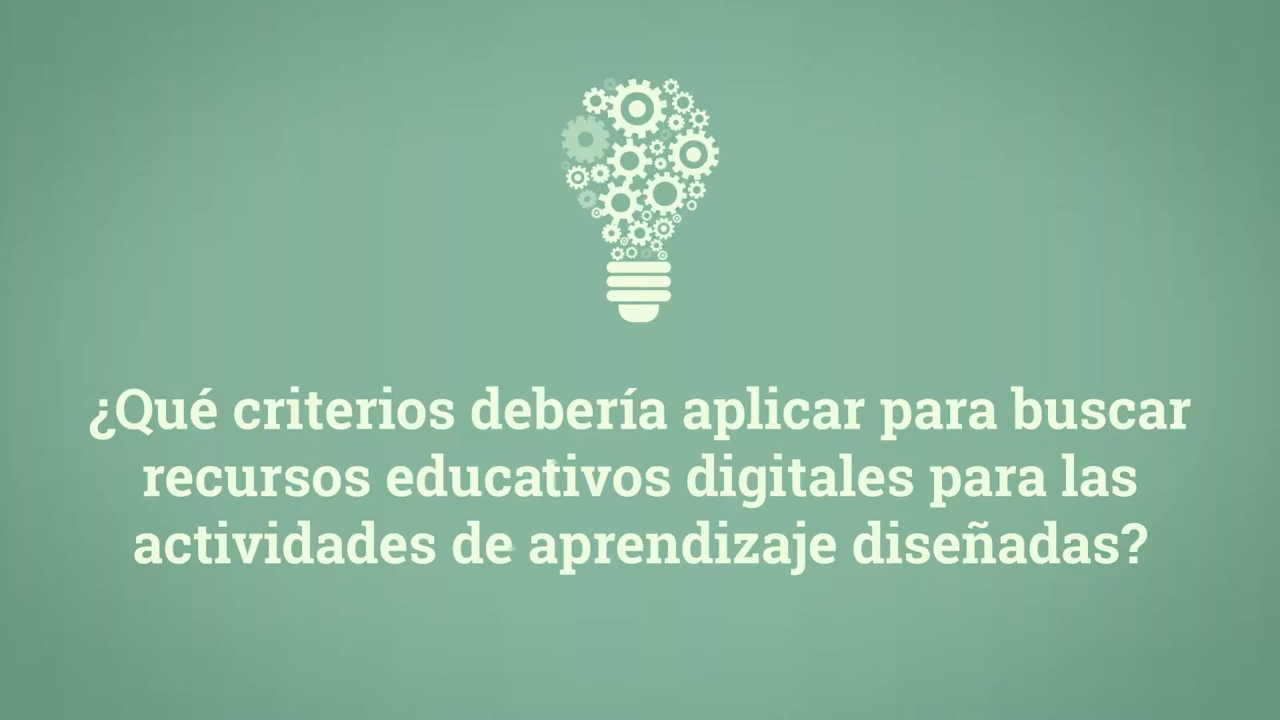 ¿Qué criterios debería aplicar para buscar
recursos educativos digitales para las
actividades de aprendizaje diseñadas?